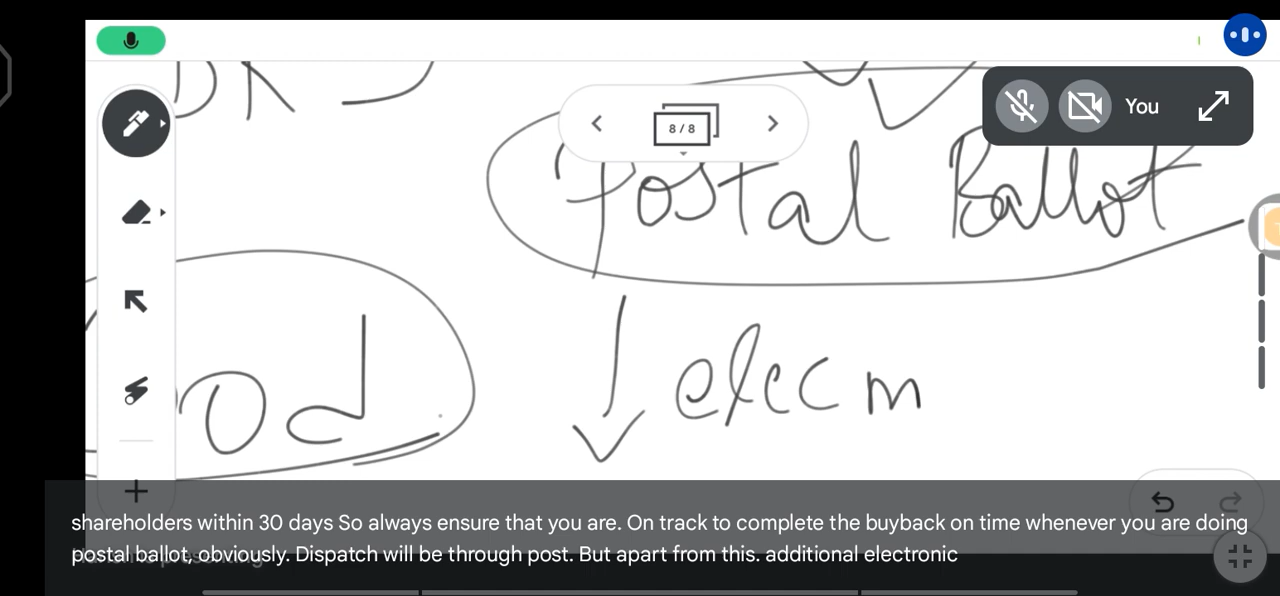 8/8
You
Postal Ballot
od
elec m
shareholders within 30 days So always ensure that you are. On track to complete the buyback on time whenever you are doing
postal ballot, obviously. Dispatch will be through post. But apart from this. additional electronic